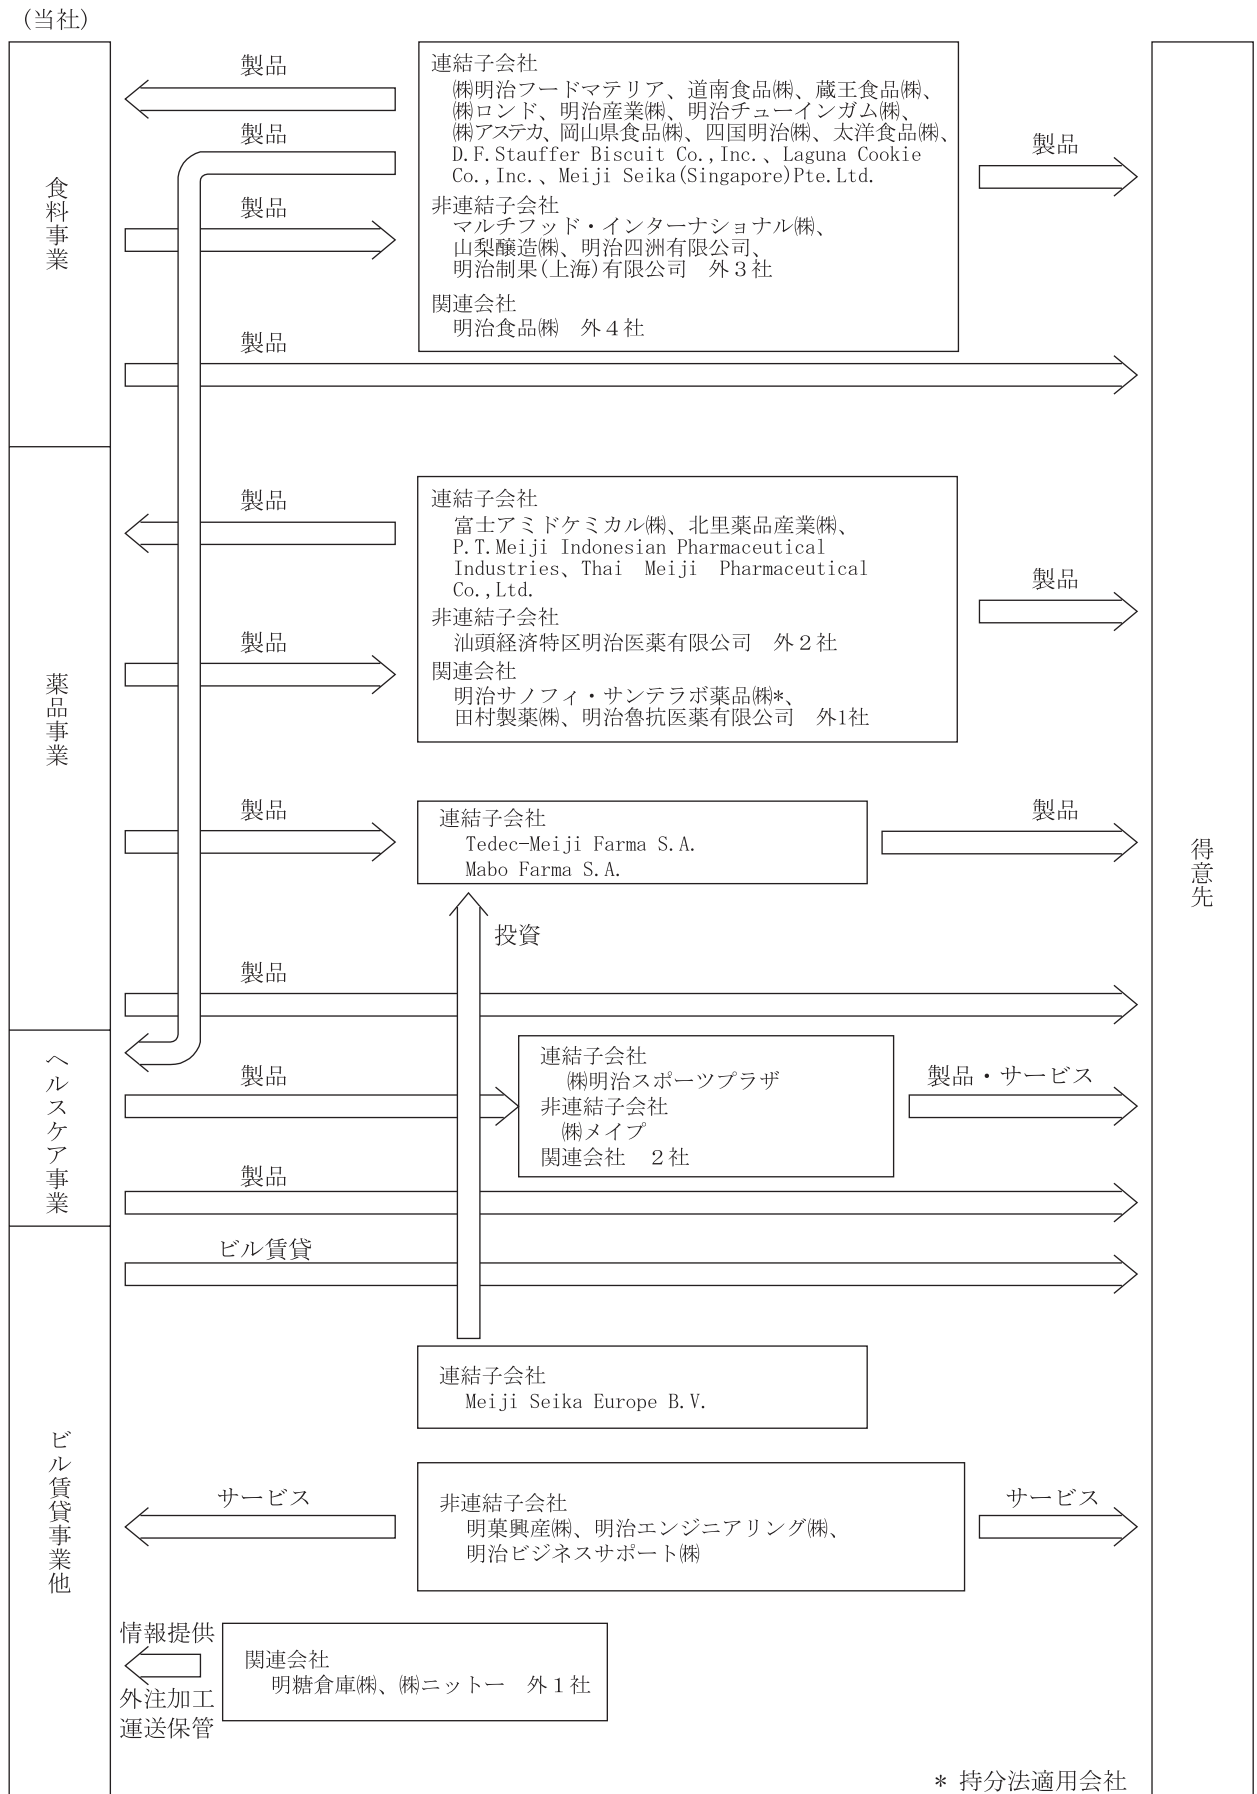 (当社)
食料事業
製品
製品
製品
製品
連結子会社
㈱明治フードマテリア、道南食品㈱、蔵王食品㈱、
㈱ロンド、明治産業㈱、明治チューインガム㈱、
㈱アステカ、岡山県食品㈱、四国明治㈱、太洋食品㈱、
D.F.Stauffer Biscuit Co.,Inc.、Laguna Cookie
Co.,Inc.、Meiji Seika(Singapore)Pte.Ltd.
非連結子会社
マルチフッド・インターナショナル㈱、
山梨醸造㈱、明治四洲有限公司、
明治制果(上海)有限公司　外３社
関連会社
明治食品㈱　外４社
製品
薬品事業
製品
製品
連結子会社
富士アミドケミカル㈱、北里薬品産業㈱、
P.T.Meiji Indonesian Pharmaceutical
Industries、Thai Meiji Pharmaceutical
Co.,Ltd.
非連結子会社
汕頭経済特区明治医薬有限公司　外２社
関連会社
明治サノフィ・サンテラボ薬品㈱*、
田村製薬㈱、明治魯抗医薬有限公司　外1社
製品
製品
連結子会社
Tedec-Meiji Farma S.A.
Mabo Farma S.A.
製品
投資
製品
得意先
ヘルスケア事業
製品
連結子会社
㈱明治スポーツプラザ
非連結子会社
㈱メイプ
関連会社　２社
製品・サービス
製品
ビル賃貸事業他
ビル賃貸
連結子会社
Meiji Seika Europe B.V.
サービス
非連結子会社
明菓興産㈱、明治エンジニアリング㈱、
明治ビジネスサポート㈱
サービス
情報提供
外注加工
運送保管
関連会社
明糖倉庫㈱、㈱ニットー　外１社
* 持分法適用会社